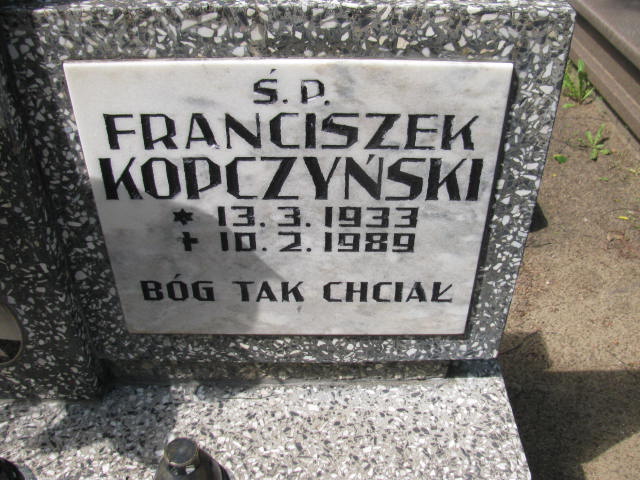 Ś. P.
FRANCISZEK
KOPCZYŃSKI
* 13. 3. 1933
+ 10. 2. 1989
BÓG TAK CHCIAŁ